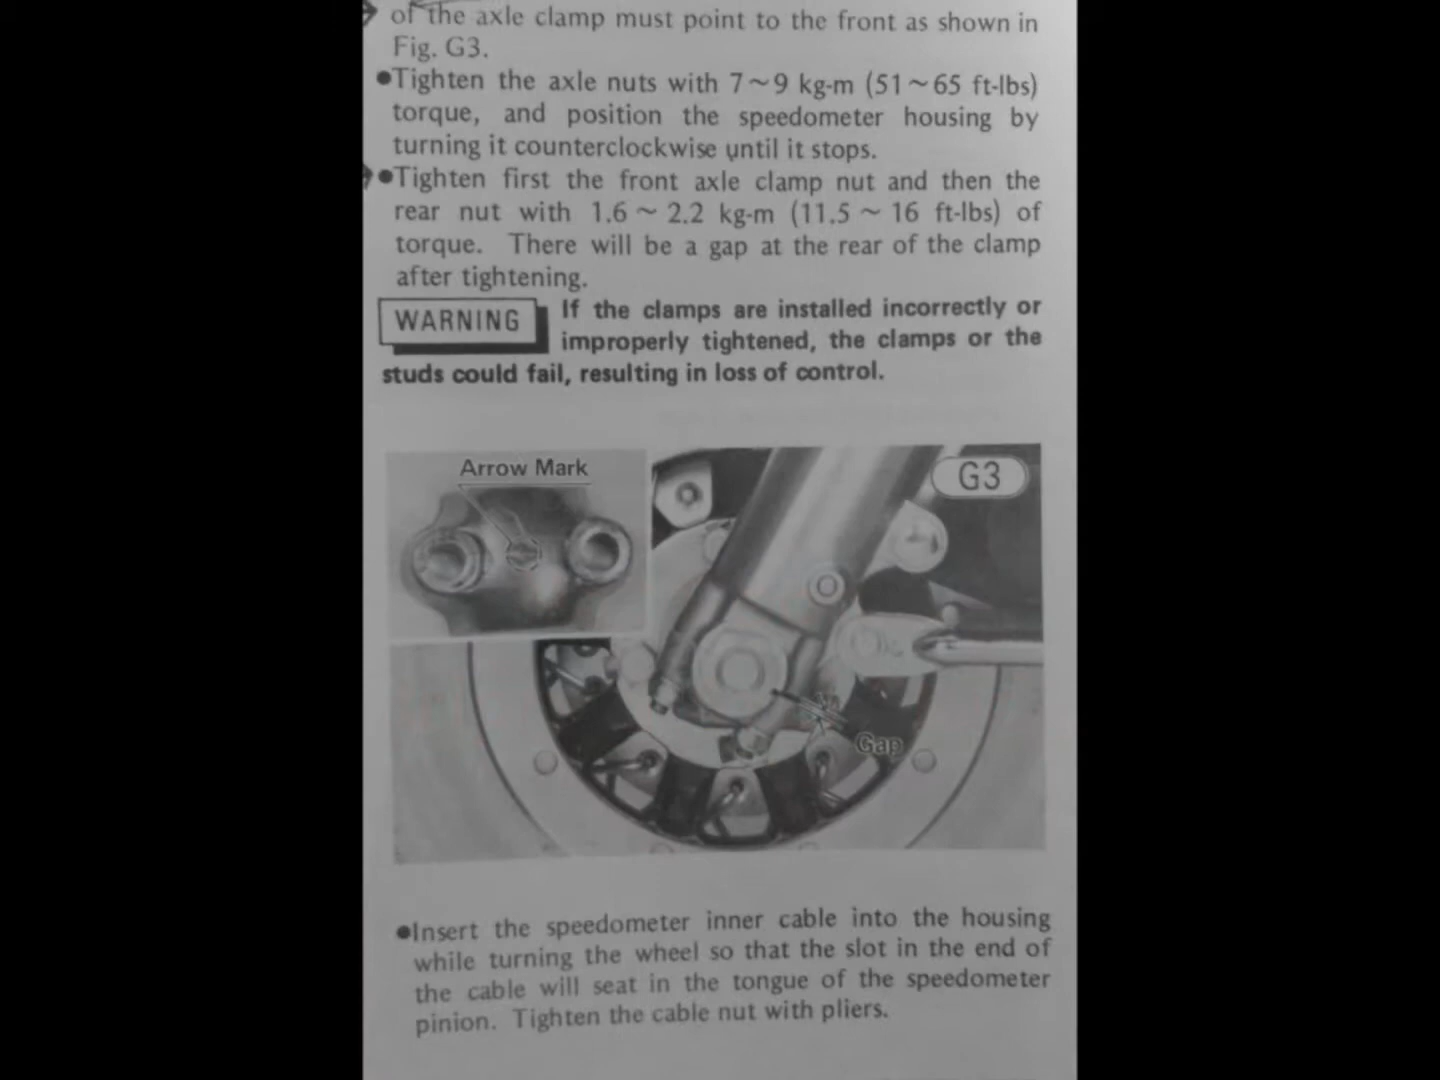 of the axle clamp must point to the front as shown in
Fig. G3.
●Tighten the axle nuts with 7~9 kg-m (51~65 ft-lbs)
torque, and position the speedometer housing by
turning it counterclockwise until it stops.
●Tighten first the front axle clamp nut and then the
rear nut with 1.6 ~ 2.2 kg-m (11.5 ~ 16 ft-lbs) of
torque. There will be a gap at the rear of the clamp
after tightening.
WARNING If the clamps are installed incorrectly or
improperly tightened, the clamps or the
studs could fail, resulting in loss of control.
Arrow Mark
G3
Gap
●Insert the speedometer inner cable into the housing
while turning the wheel so that the slot in the end of
the cable will seat in the tongue of the speedometer
pinion. Tighten the cable nut with pliers.